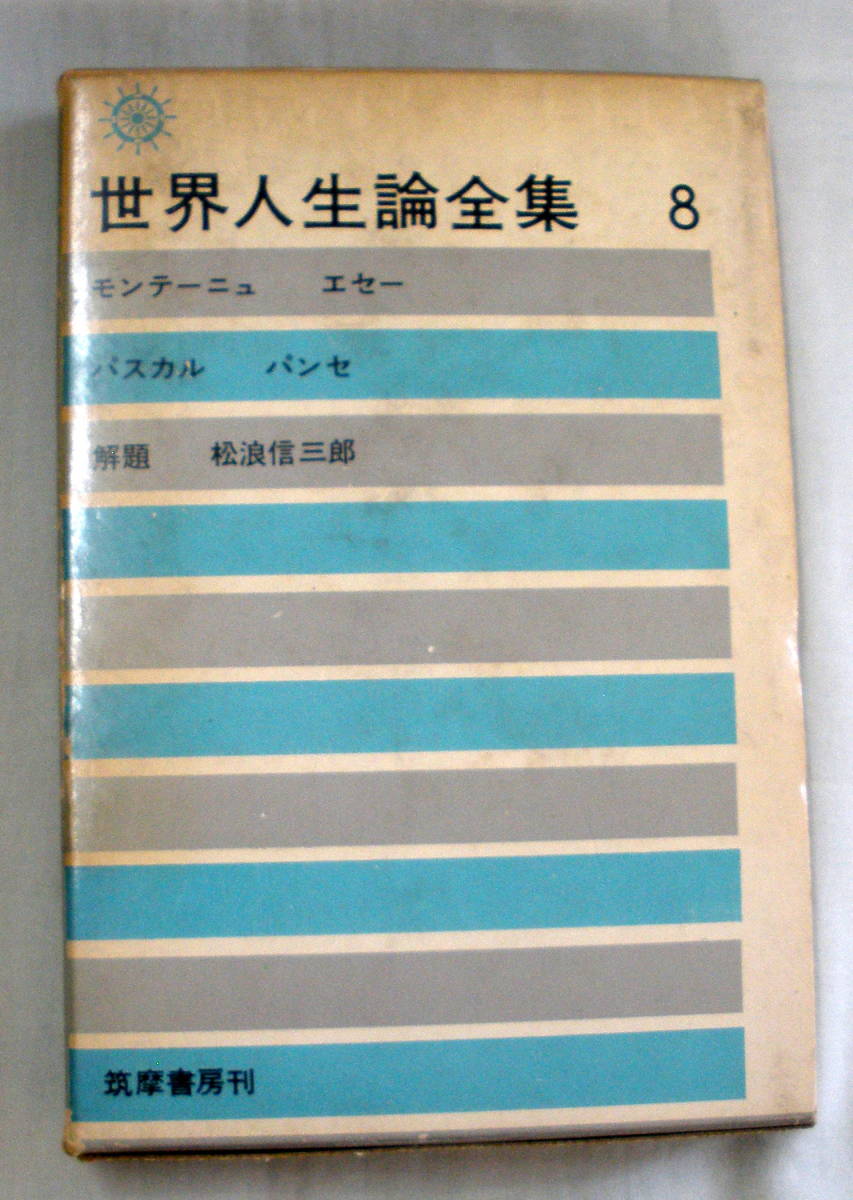 世界人生論全集 8
モンテーニュ エセー
パスカル パンセ
解題 松浪信三郎
筑摩書房刊